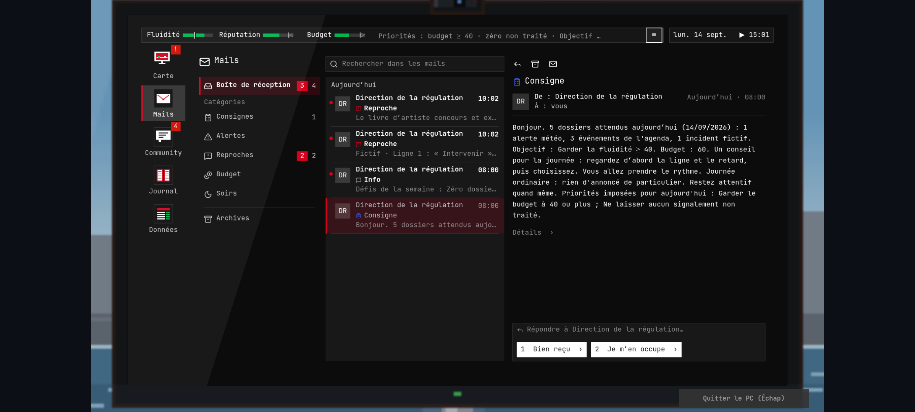 Fluidité
Réputation
Budget
Priorités : budget ≥ 40 · zéro non traité · Objectif …
lun. 14 sept.
▶ 15:01
!
Carte
Mails
4
Community
Journal
Données
Mails
Boîte de réception 3 4
Catégories
Consignes 1
Alertes
Reproches 2 2
Budget
Soirs
Archives
Rechercher dans les mails
Aujourd'hui
DR
Direction de la régulation 10:02
Reproche
Le livre d'artiste concours et ex…
DR
Direction de la régulation 10:02
Reproche
Fictif · Ligne 1 : « Intervenir »…
DR
Direction de la régulation 08:00
Info
Défis de la semaine : Zéro dossie…
DR
Direction de la régulation 08:00
Consigne
Bonjour. 5 dossiers attendus aujo…
Consigne
DR
De : Direction de la régulation
À : vous
Aujourd'hui · 08:00
Bonjour. 5 dossiers attendus aujourd'hui (14/09/2026) : 1
alerte météo, 3 événements de l'agenda, 1 incident fictif.
Objectif : Garder la fluidité ≥ 40. Budget : 60. Un conseil
pour la journée : regardez d'abord la ligne et le retard,
puis choisissez. Vous allez prendre le rythme. Journée
ordinaire : rien d'annoncé de particulier. Restez attentif
quand même. Priorités imposées pour aujourd'hui : Garder le
budget à 40 ou plus ; Ne laisser aucun signalement non
traité.
Détails ›
Répondre à Direction de la régulation…
1 Bien reçu ›
2 Je m'en occupe ›
Quitter le PC (Échap)